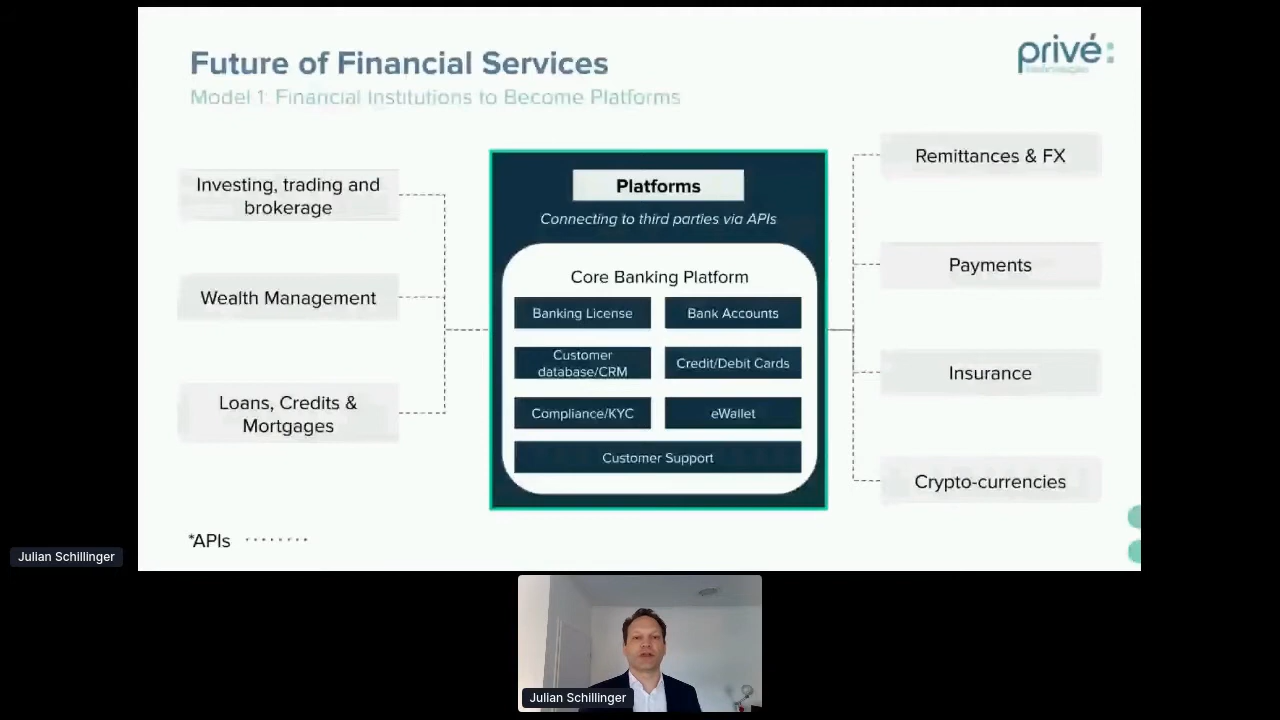 Future of Financial Services
Model 1: Financial Institutions to Become Platforms
privé:
Investing, trading and
brokerage
Wealth Management
Loans, Credits &
Mortgages
Platforms
Connecting to third parties via APIs
Core Banking Platform
Banking License
Bank Accounts
Customer
database/CRM
Credit/Debit Cards
Compliance/KYC
eWallet
Customer Support
Remittances & FX
Payments
Insurance
Crypto-currencies
*APIs
Julian Schillinger
Julian Schillinger